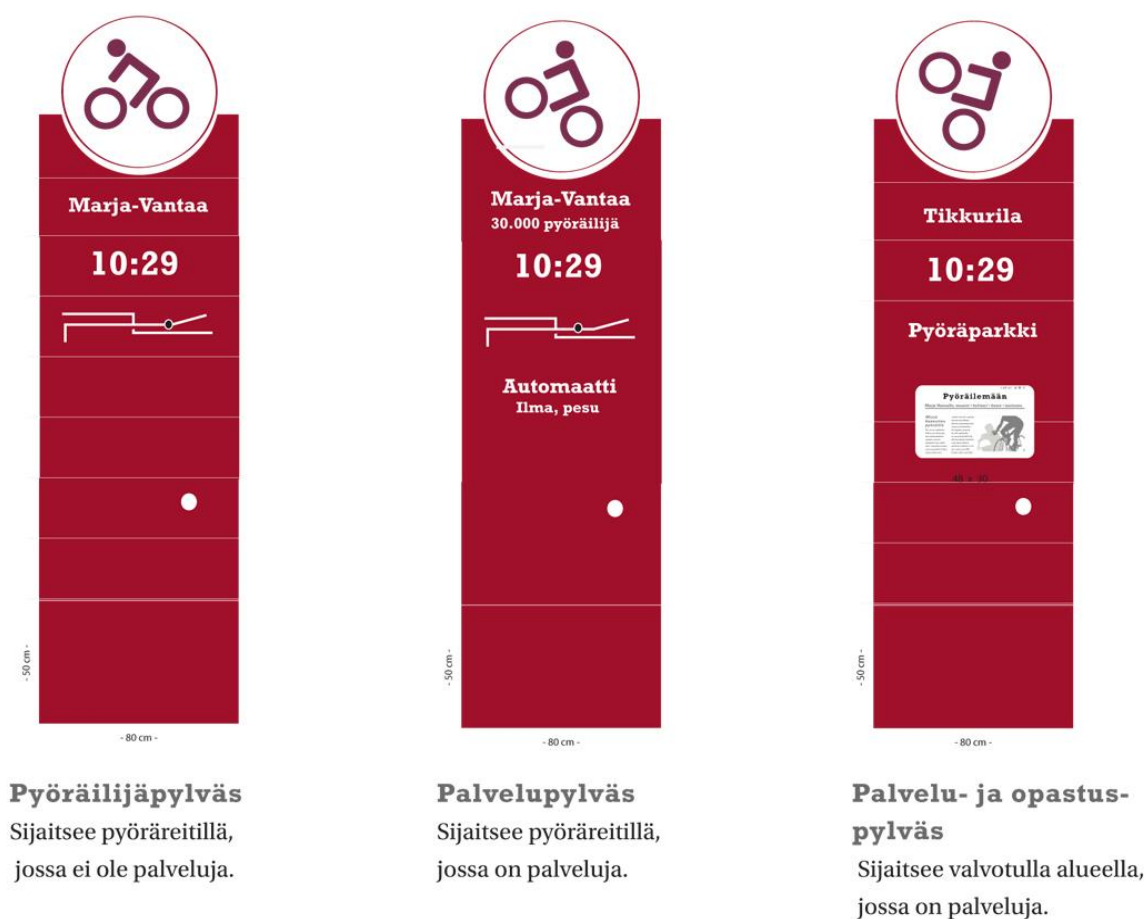 Marja-Vantaa
10:29
- 50 cm -
- 80 cm -
Pyöräilijäpylväs
Sijaitsee pyöräreitillä,
jossa ei ole palveluja.
Marja-Vantaa
30.000 pyöräilijä
10:29
Automaatti
Ilma, pesu
- 50 cm -
- 80 cm -
Palvelupylväs
Sijaitsee pyöräreitillä,
jossa on palveluja.
Tikkurila
10:29
Pyöräparkki
Pyöräilemään
- 50 cm -
- 80 cm -
Palvelu- ja opastus-
pylväs
Sijaitsee valvotulla alueella,
jossa on palveluja.